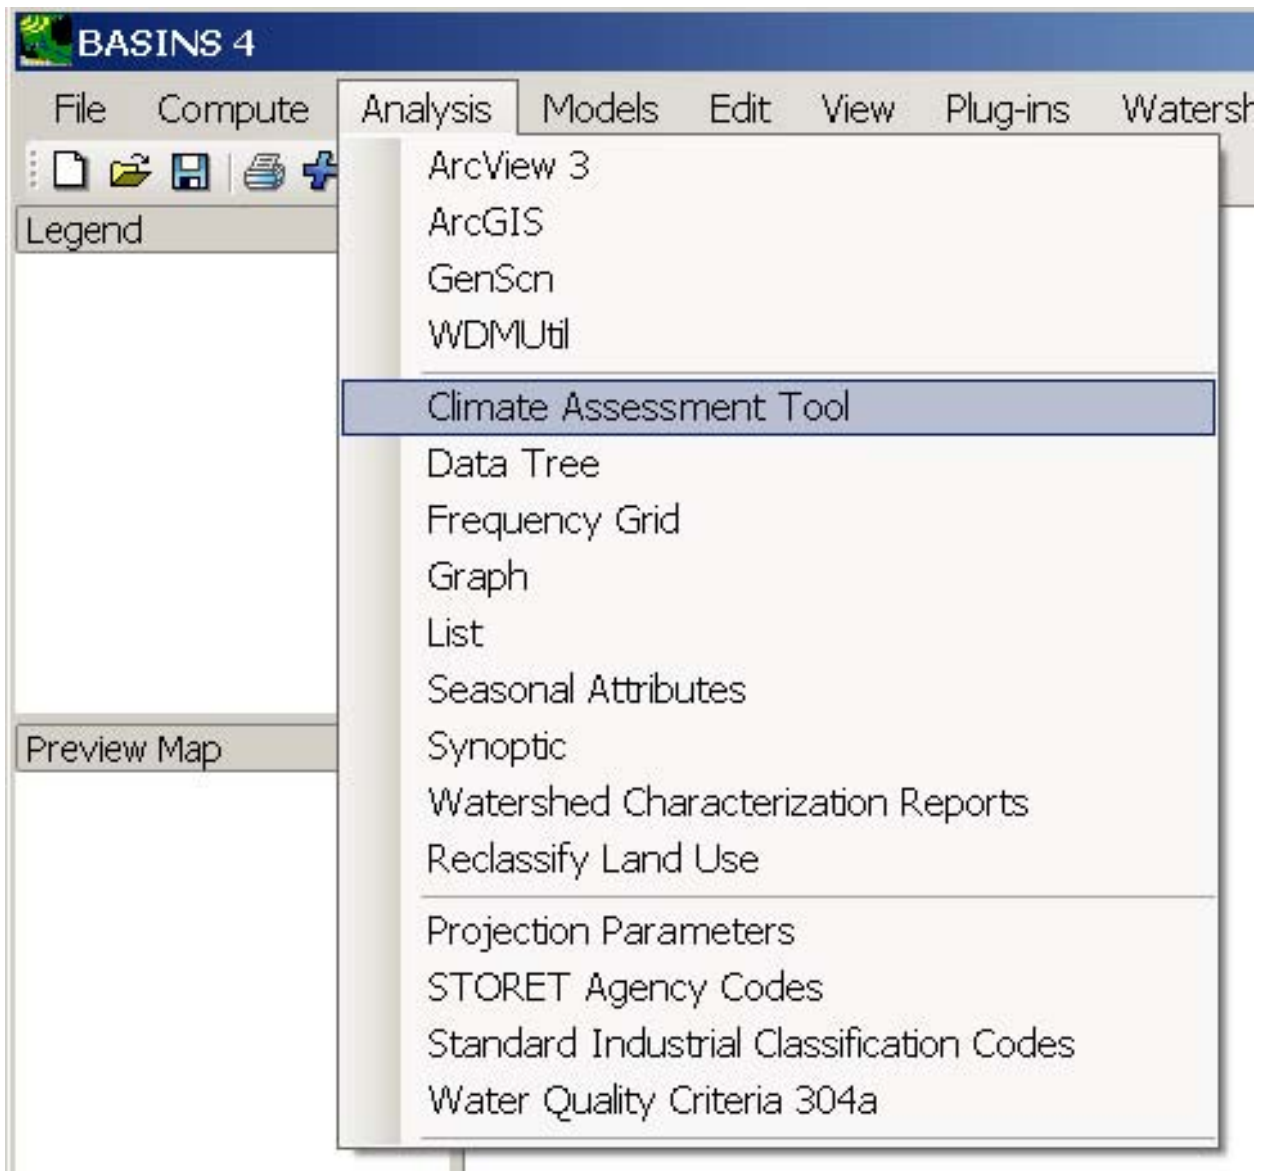 BASINS 4
File Compute Analysis Models Edit View Plug-ins Watersh
Legend
ArcView 3
ArcGIS
GenScn
WDMUtil
Climate Assessment Tool
Data Tree
Frequency Grid
Graph
List
Seasonal Attributes
Preview Map
Synoptic
Watershed Characterization Reports
Reclassify Land Use
Projection Parameters
STORET Agency Codes
Standard Industrial Classification Codes
Water Quality Criteria 304a